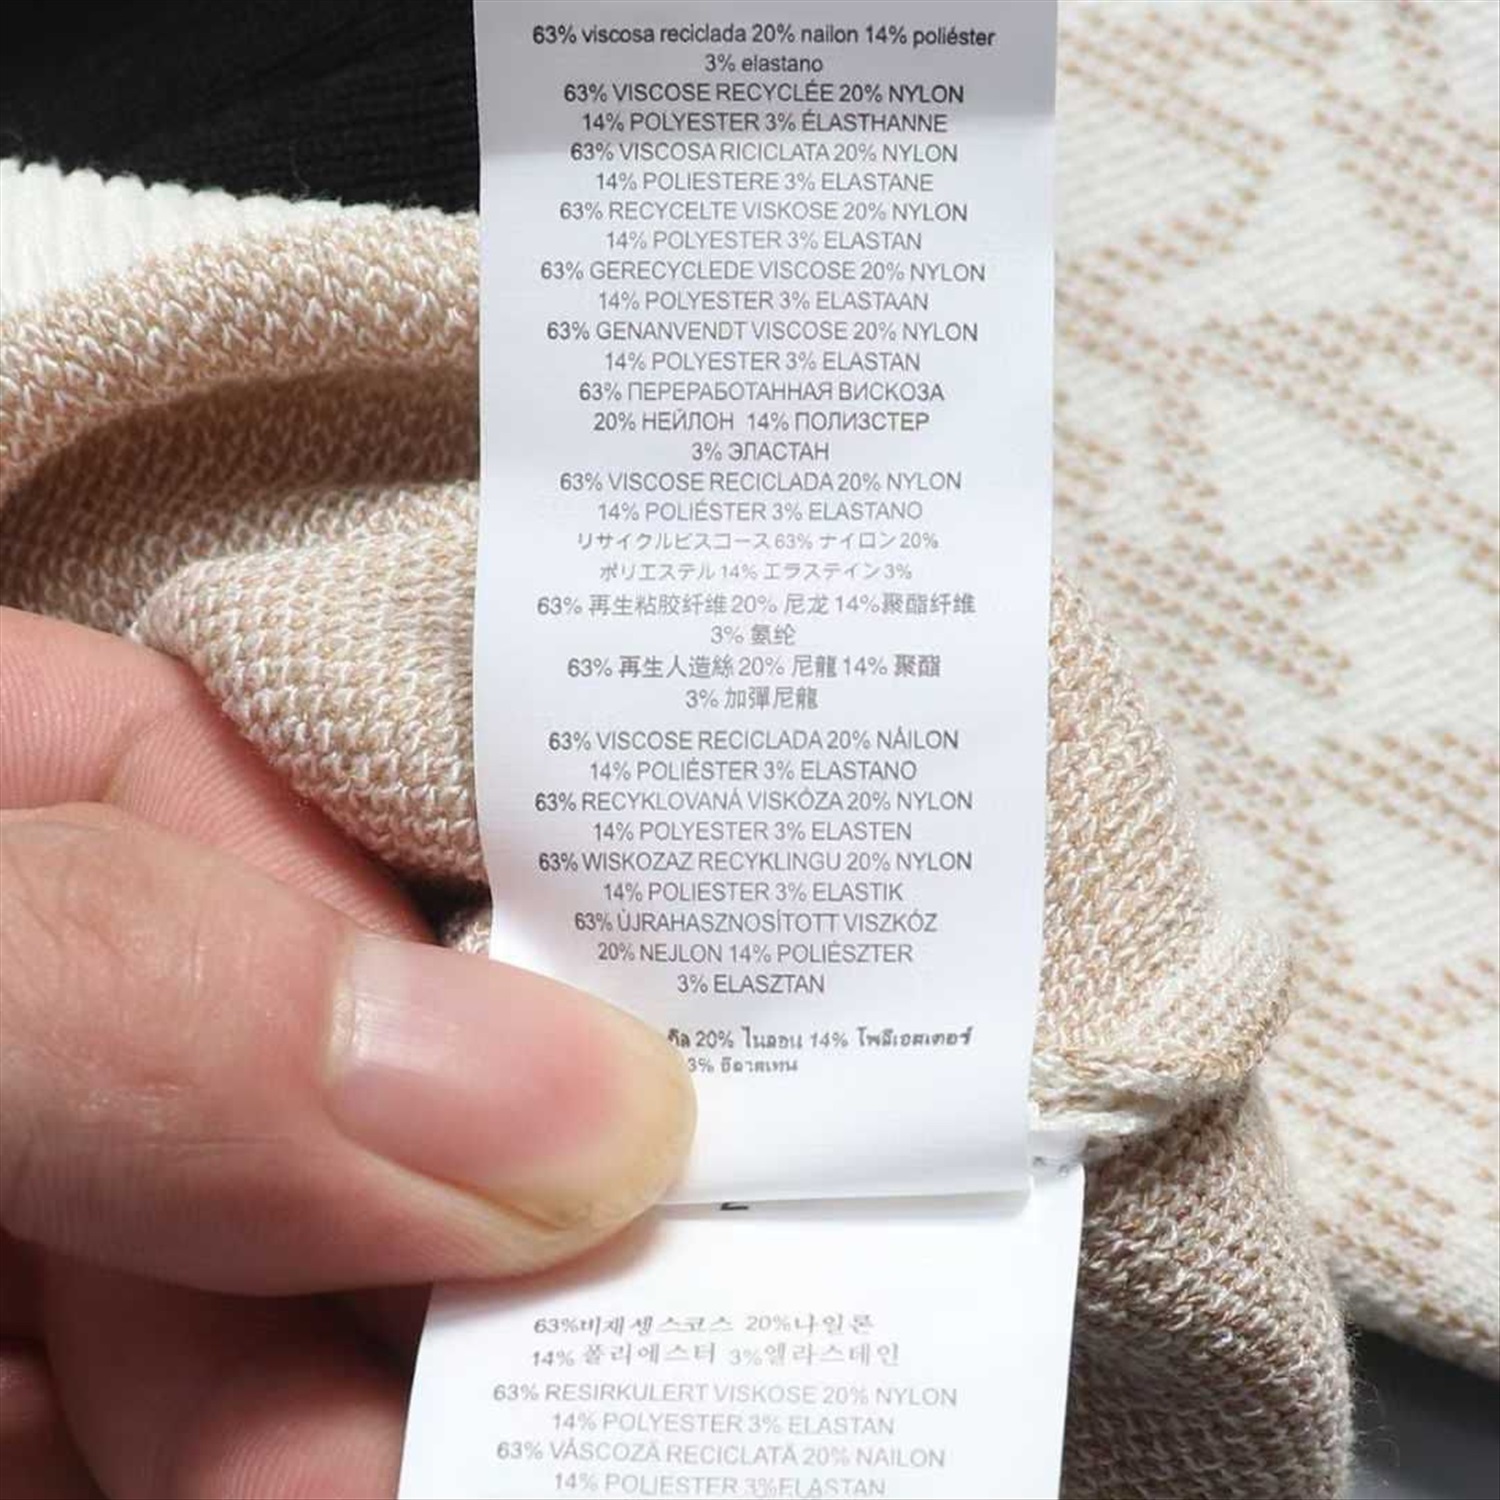 63% viscosa reciclada 20% nailon 14% poliéster
3% elastano
63% VISCOSE RECYCLÉE 20% NYLON
14% POLYESTER 3% ÉLASTHANNE
63% VISCOSA RICICLATA 20% NYLON
14% POLIESTERE 3% ELASTANE
63% RECYCELTE VISKOSE 20% NYLON
14% POLYESTER 3% ELASTAN
63% GERECYCLEDE VISCOSE 20% NYLON
14% POLYESTER 3% ELASTAAN
63% GENANVENDT VISCOSE 20% NYLON
14% POLYESTER 3% ELASTAN
63% ПЕРЕРАБОТАННАЯ ВИСКОЗА
20% НЕЙЛОН 14% ПОЛИЗСТЕР
3% ЭЛАСТАН
63% VISCOSE RECICLADA 20% NYLON
14% POLIÉSTER 3% ELASTANO
リサイクルビスコース 63% ナイロン 20%
ポリエステル 14% エラステイン 3%
63% 再生粘胶纤维 20% 尼龙 14%聚酯纤维
3% 氨纶
63% 再生人造絲 20% 尼龍 14% 聚酯
3% 加彈尼龍
63% VISCOSE RECICLADA 20% NÅILON
14% POLIÉSTER 3% ELASTANO
63% RECYKLOVANÁ VISKÓZA 20% NYLON
14% POLYESTER 3% ELASTEN
63% WISKOZAZ RECYKLINGU 20% NYLON
14% POLIESTER 3% ELASTIK
63% ÚJRAHASZNOSÍTOTT VISZKÓZ
20% NEJLON 14% POLIÉSZTER
3% ELASZTAN
20% ไนลอน 14% โพลีเอสเตอร์
3%
63%비재생스코스 20%나일론
14% 폴리에스터 3%엘라스테인
63% RESIRKULERT VISKOSE 20% NYLON
14% POLYESTER 3% ELASTAN
63% VÂSCOZĂ RECICLATĂ 20% NAILON
14% POLIESTER 3%ELASTAN